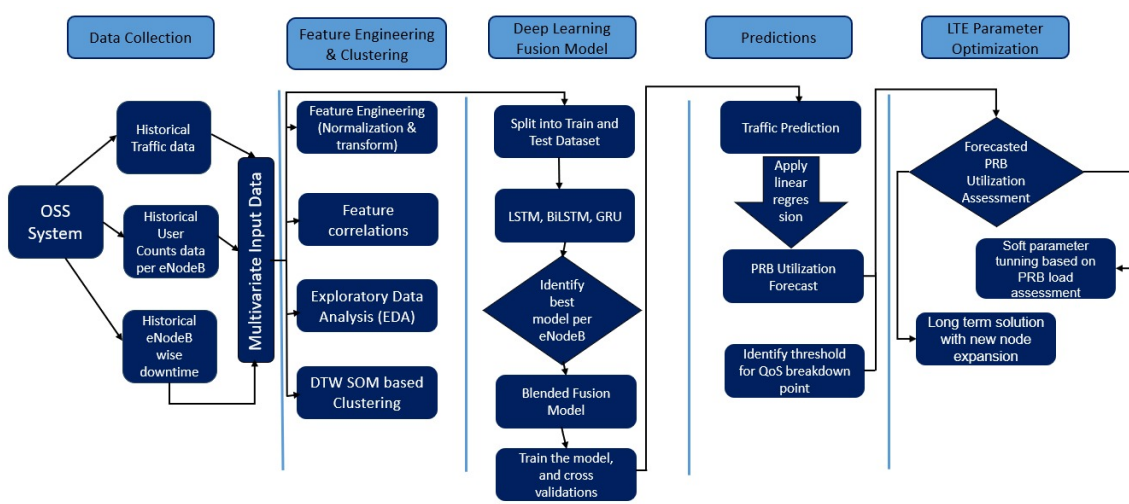 Data Collection
Feature Engineering
& Clustering
Deep Learning
Fusion Model
Predictions
LTE Parameter
Optimization
OSS
System
Historical
Traffic data
Historical
User
Counts data
per eNodeB
Historical
eNodeB
wise
downtime
Multivariate Input Data
Feature Engineering
(Normalization &
transform)
Feature
correlations
Exploratory Data
Analysis (EDA)
DTW SOM based
Clustering
Split into Train and
Test Dataset
LSTM, BiLSTM, GRU
Identify
best
model per
eNodeB
Blended Fusion
Model
Train the model,
and cross
validations
Traffic Prediction
Apply
linear
regres
sion
PRB Utilization
Forecast
Identify threshold
for QoS breakdown
point
Forecasted
PRB
Utilization
Assessment
Soft parameter
tunning based on
PRB load
assessment
Long term solution
with new node
expansion